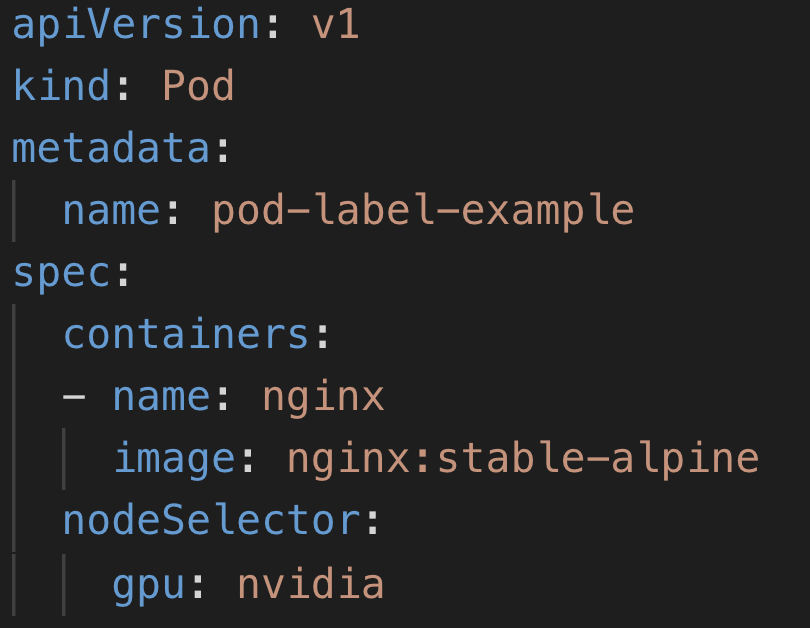 apiVersion: v1
kind: Pod
metadata:
  name: pod-label-example
spec:
  containers:
  - name: nginx
    image: nginx:stable-alpine
  nodeSelector:
    gpu: nvidia